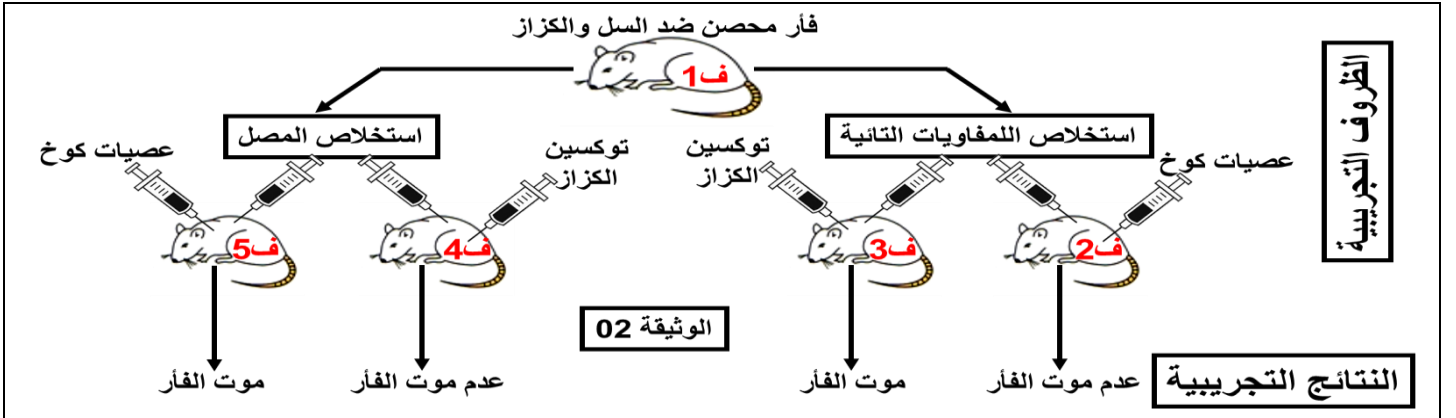 فأر محصن ضد السل والكزاز
ف1
الظروف التجريبية
استخلاص اللمفاويات التائية
استخلاص المصل
عصيات كوخ
توكسين
الكزاز
توكسين
الكزاز
عصيات كوخ
ف2
ف3
ف4
ف5
الوثيقة 02
النتائج التجريبية
عدم موت الفأر
موت الفأر
عدم موت الفأر
موت الفأر